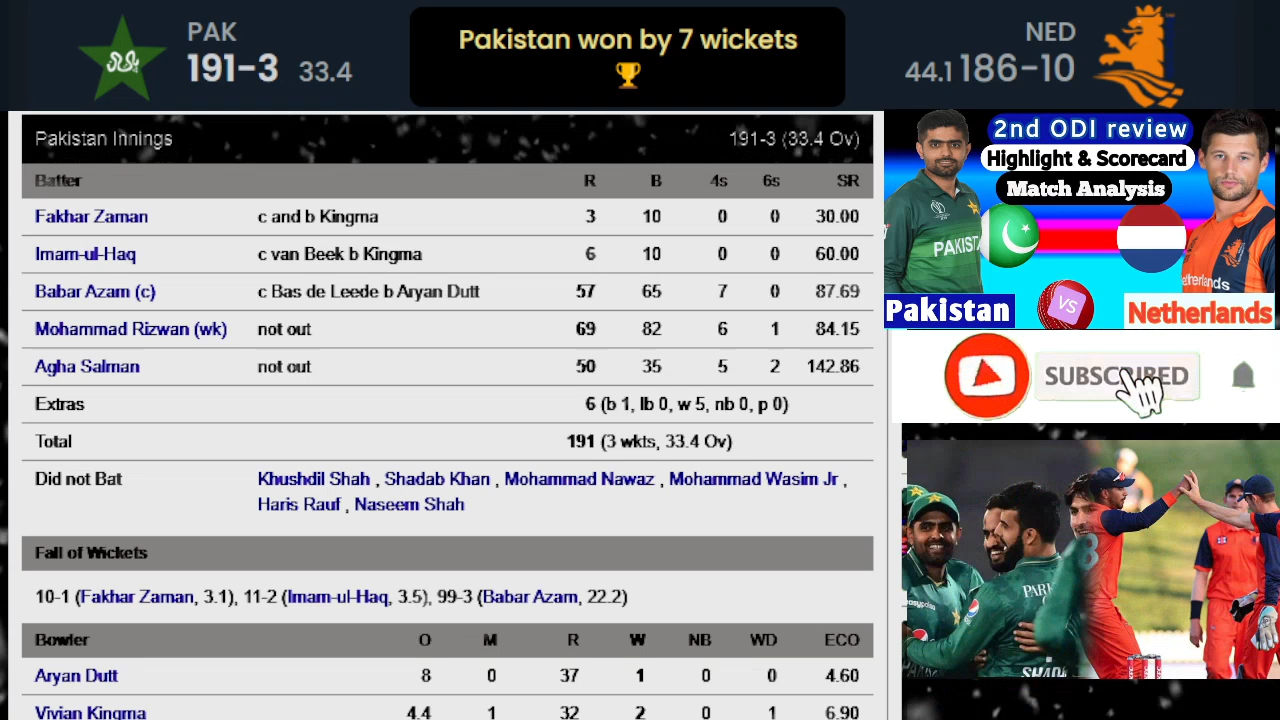 PAK
191-3 33.4
Pakistan won by 7 wickets
NED
44.1 186-10
Pakistan Innings 191-3 (33.4 Ov)
Batter R B 4s 6s SR
Fakhar Zaman c and b Kingma 3 10 0 0 30.00
Imam-ul-Haq c van Beek b Kingma 6 10 0 0 60.00
Babar Azam (c) c Bas de Leede b Aryan Dutt 57 65 7 0 87.69
Mohammad Rizwan (wk) not out 69 82 6 1 84.15
Agha Salman not out 50 35 5 2 142.86
Extras 6 (b 1, lb 0, w 5, nb 0, p 0)
Total 191 (3 wkts, 33.4 Ov)
Did not Bat Khushdil Shah , Shadab Khan , Mohammad Nawaz , Mohammad Wasim Jr ,
Haris Rauf , Naseem Shah
Fall of Wickets
10-1 (Fakhar Zaman, 3.1), 11-2 (Imam-ul-Haq, 3.5), 99-3 (Babar Azam, 22.2)
Bowler O M R W NB WD ECO
Aryan Dutt 8 0 37 1 0 0 4.60
Vivian Kingma 4.4 1 32 2 0 1 6.90
2nd ODI review
Highlight & Scorecard
Match Analysis
PAKIST
etherlands
Pakistan
VS
Netherlands
SUBSCRIBED